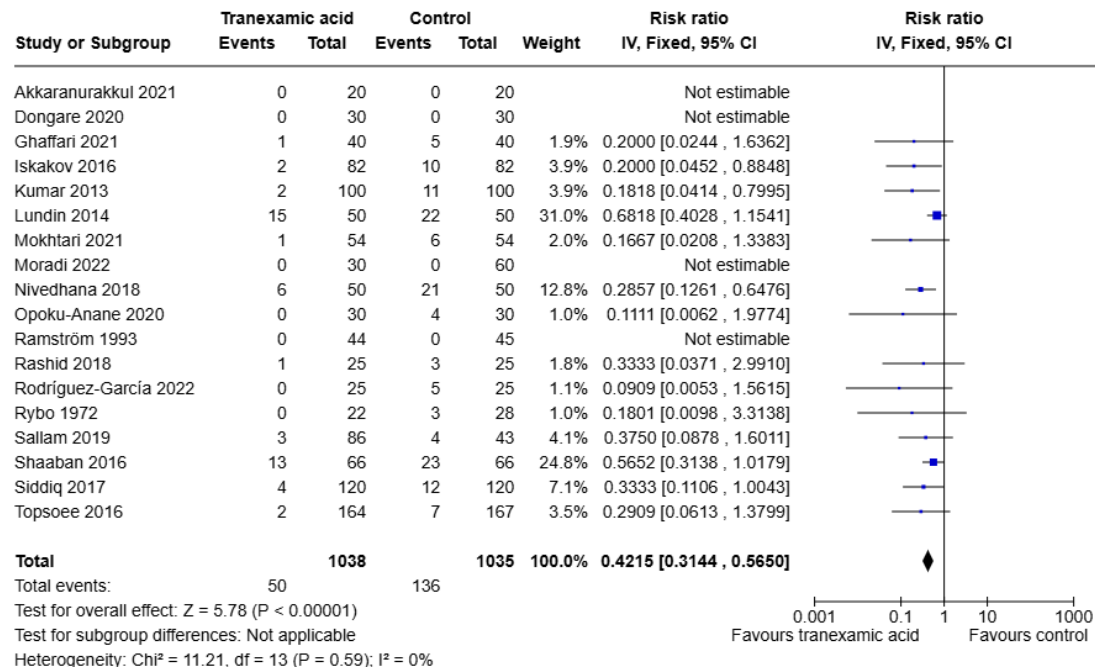 Tranexamic acid Control Risk ratio Risk ratio
Study or Subgroup Events Total Events Total Weight IV, Fixed, 95% CI IV, Fixed, 95% CI
Akkaranurakkul 2021 0 20 0 20 Not estimable
Dongare 2020 0 30 0 30 Not estimable
Ghaffari 2021 1 40 5 40 1.9% 0.2000 [0.0244 , 1.6362]
Iskakov 2016 2 82 10 82 3.9% 0.2000 [0.0452 , 0.8848]
Kumar 2013 2 100 11 100 3.9% 0.1818 [0.0414 , 0.7995]
Lundin 2014 15 50 22 50 31.0% 0.6818 [0.4028 , 1.1541]
Mokhtari 2021 1 54 6 54 2.0% 0.1667 [0.0208 , 1.3383]
Moradi 2022 0 30 0 60 Not estimable
Nivedhana 2018 6 50 21 50 12.8% 0.2857 [0.1261 , 0.6476]
Opoku-Anane 2020 0 30 4 30 1.0% 0.1111 [0.0062 , 1.9774]
Ramström 1993 0 44 0 45 Not estimable
Rashid 2018 1 25 3 25 1.8% 0.3333 [0.0371 , 2.9910]
Rodríguez-García 2022 0 25 5 25 1.1% 0.0909 [0.0053 , 1.5615]
Rybo 1972 0 22 3 28 1.0% 0.1801 [0.0098 , 3.3138]
Sallam 2019 3 86 4 43 4.1% 0.3750 [0.0878 , 1.6011]
Shaaban 2016 13 66 23 66 24.8% 0.5652 [0.3138 , 1.0179]
Siddiq 2017 4 120 12 120 7.1% 0.3333 [0.1106 , 1.0043]
Topsoee 2016 2 164 7 167 3.5% 0.2909 [0.0613 , 1.3799]
Total 1038 1035 100.0% 0.4215 [0.3144 , 0.5650]
Total events: 50 136
Test for overall effect: Z = 5.78 (P < 0.00001)
Test for subgroup differences: Not applicable
Heterogeneity: Chi² = 11.21, df = 13 (P = 0.59); I² = 0%
0.001 0.1 1 10 1000
Favours tranexamic acid Favours control